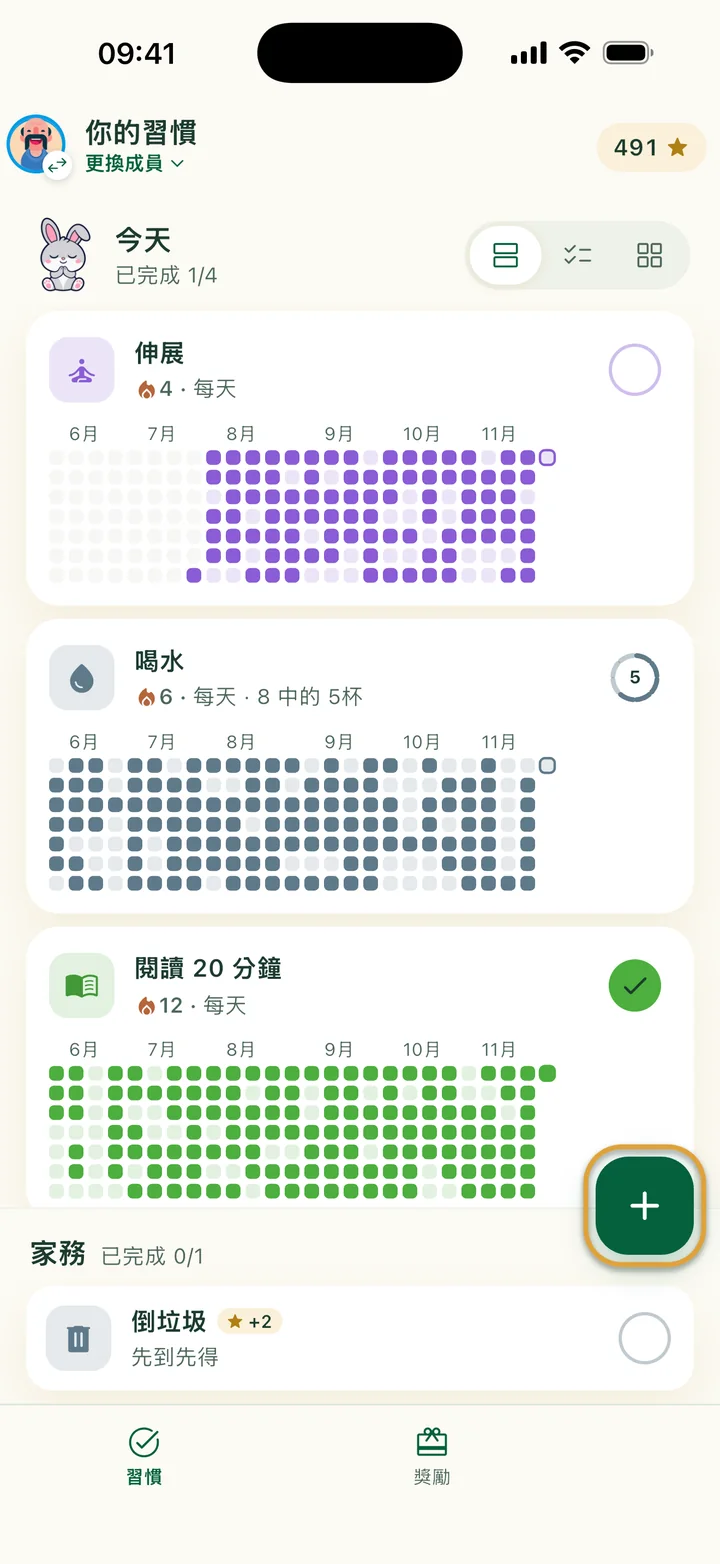 09:41
你的習慣
更換成員
491
今天
已完成 1/4
伸展
4 · 每天
6月 7月 8月 9月 10月 11月
喝水
6 · 每天 · 8 中的 5杯
5
6月 7月 8月 9月 10月 11月
閱讀 20 分鐘
12 · 每天
6月 7月 8月 9月 10月 11月
家務 已完成 0/1
倒垃圾 +2
先到先得
習慣 獎勵